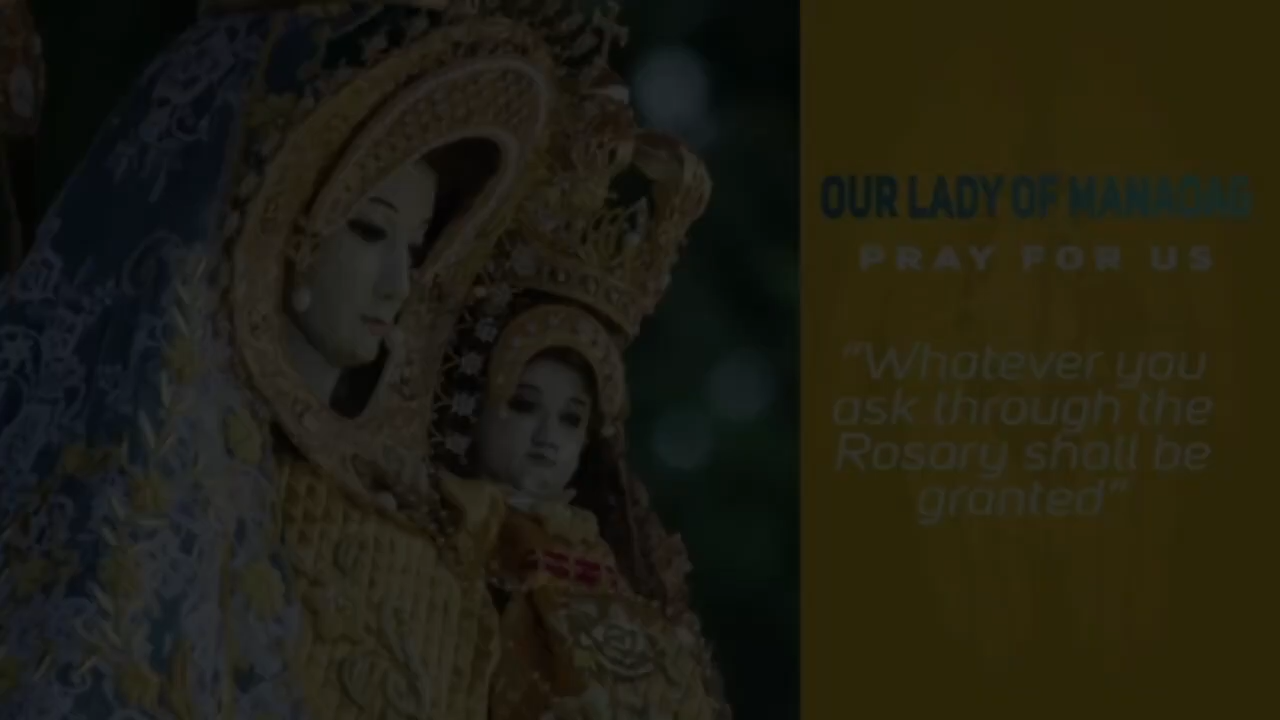 OUR LADY OF MANAOAG
PRAY FOR US
“Whatever you
ask through the
Rosary shall be
granted”